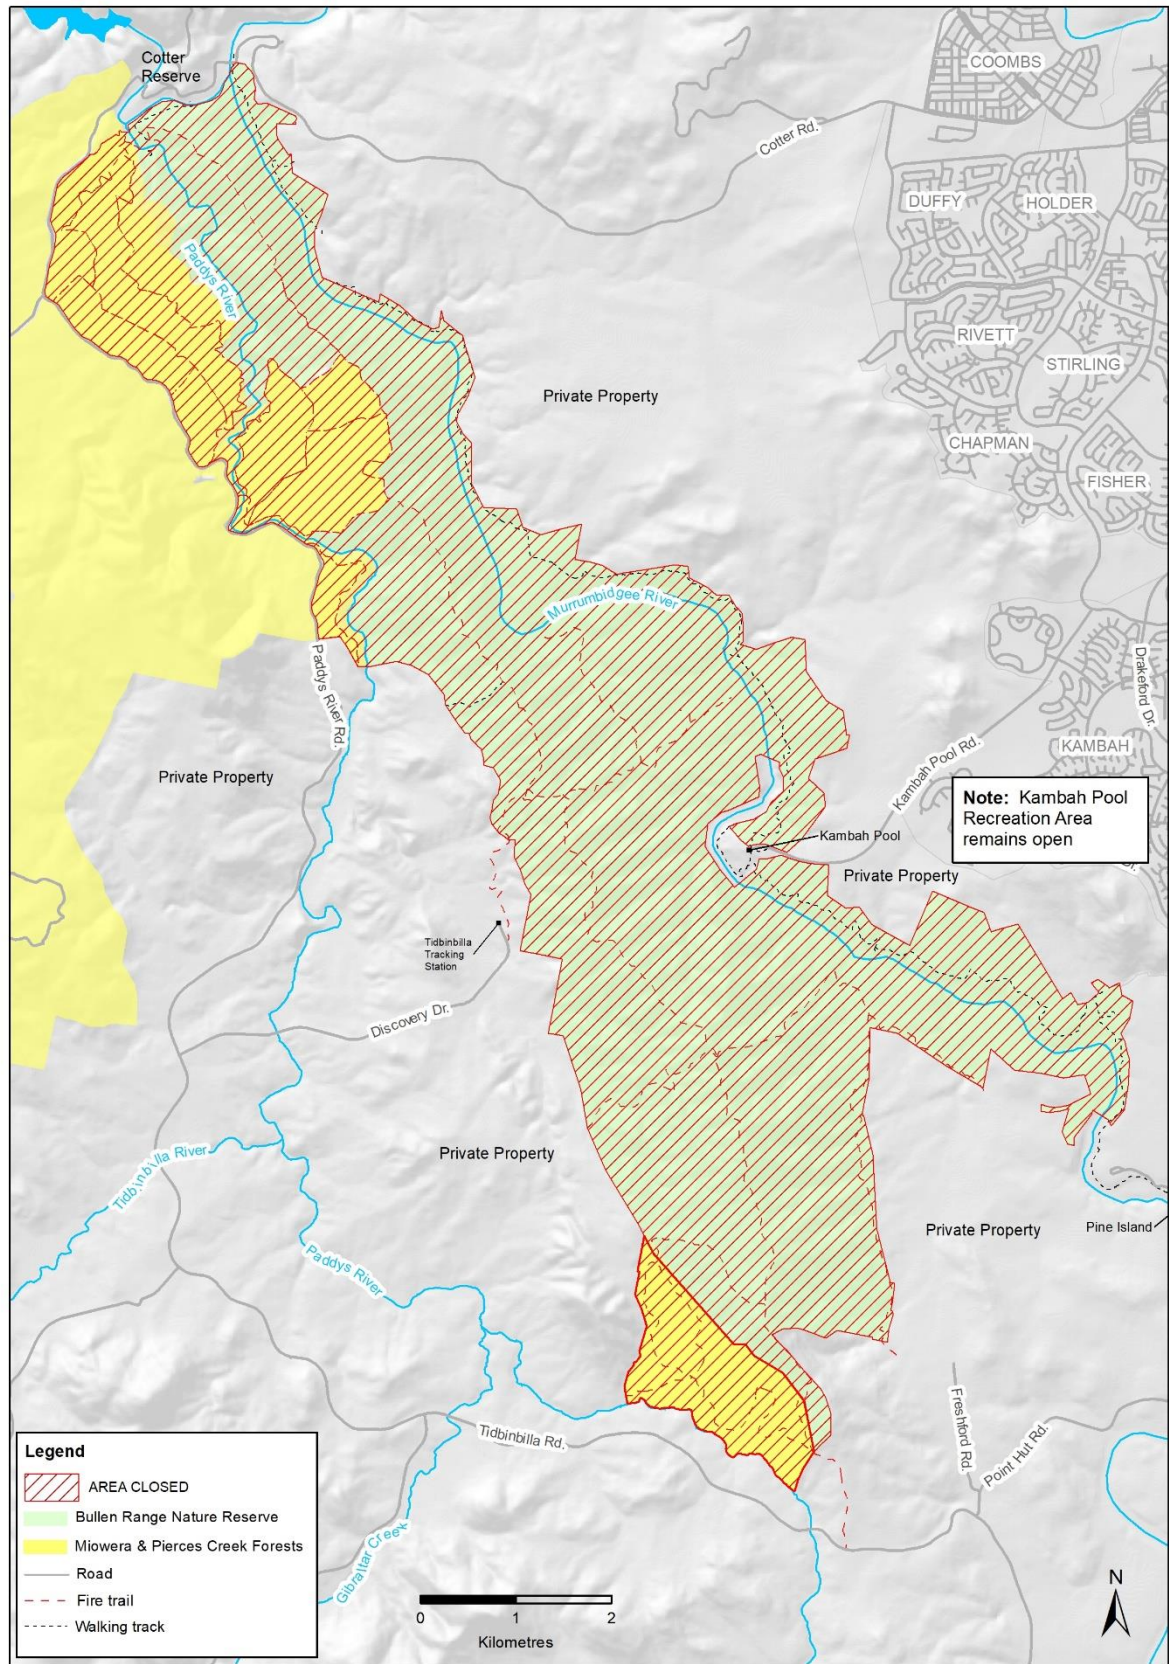 Cotter
Reserve
COOMBS
Cotter Rd.
DUFFY
HOLDER
Paddys River
RIVETT
STIRLING
Private Property
CHAPMAN
FISHER
Murrumbidgee River
Paddys River Rd.
Drakeford Dr.
Private Property
KAMBAH
Kambah Pool Rd.
Note: Kambah Pool
Recreation Area
remains open
Kambah Pool
Dr.
Private Property
Tidbinbilla
Tracking
Station
Discovery Dr.
Private Property
Tidbinbilla River
Private Property
Pine Island
Paddys River
Freshford Rd.
Point Hut Rd.
Tidbinbilla Rd.
Gibraltar Creek
Legend
AREA CLOSED
Bullen Range Nature Reserve
Miowera & Pierces Creek Forests
Road
Fire trail
Walking track
0 1 2
Kilometres
N